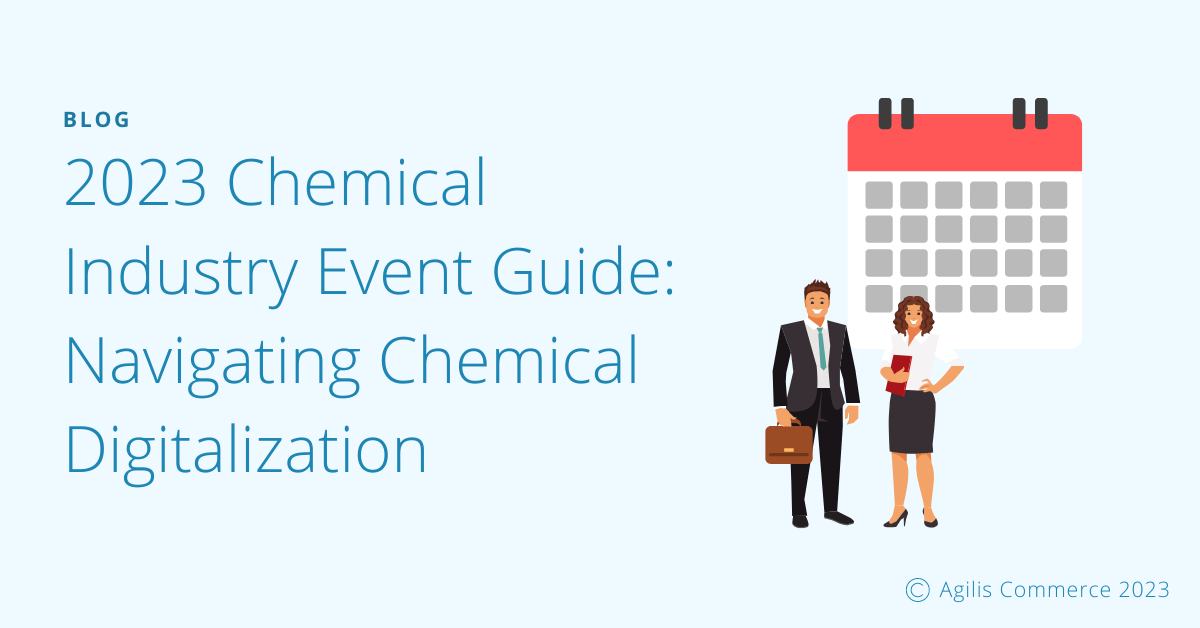 BLOG
2023 Chemical
Industry Event Guide:
Navigating Chemical
Digitalization
© Agilis Commerce 2023